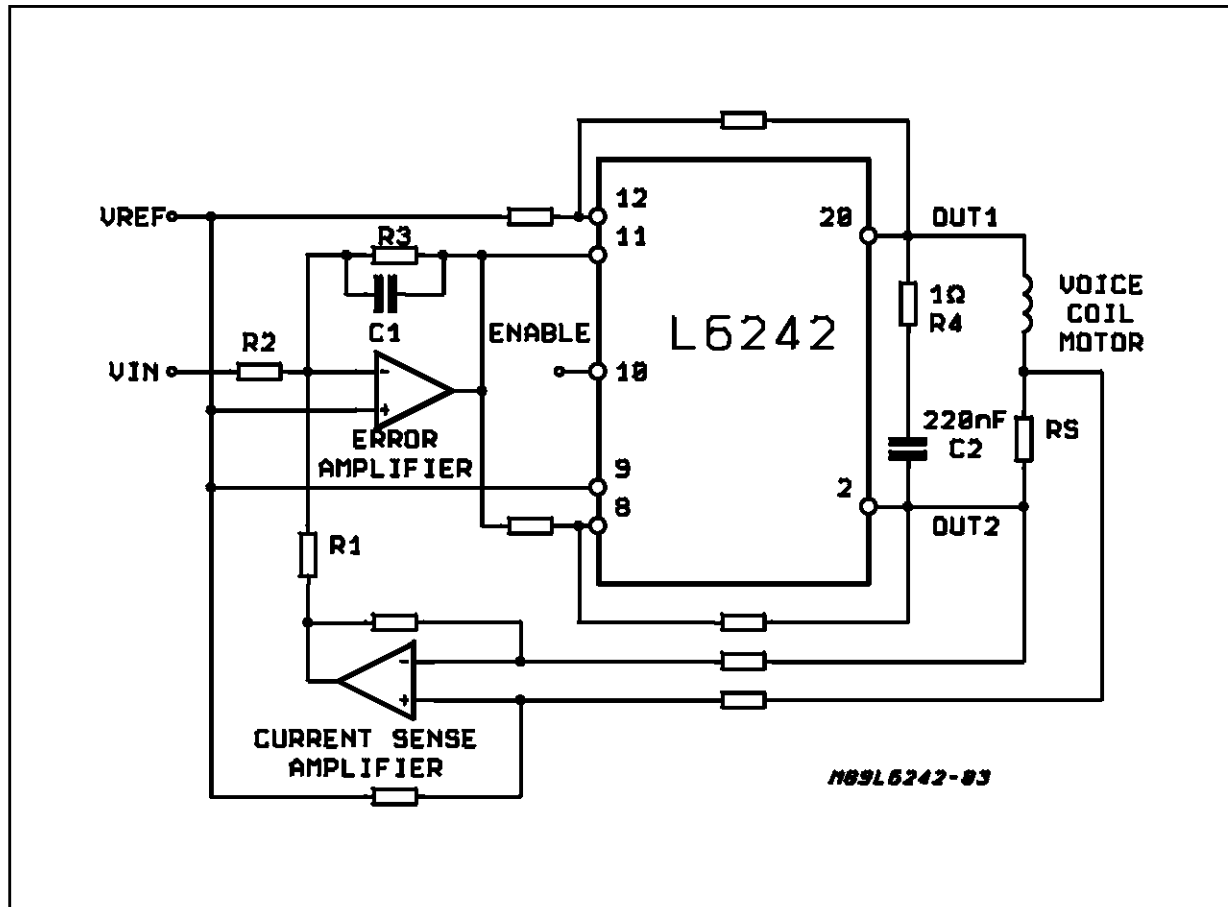 VREF
12
11
20
OUT1
R3
C1
ENABLE
R2
VIN
10
L6242
1Ω
R4
VOICE
COIL
MOTOR
-
+
ERROR
AMPLIFIER
220nF
C2
RS
9
8
2
OUT2
R1
-
+
CURRENT SENSE
AMPLIFIER
M89L6242-03